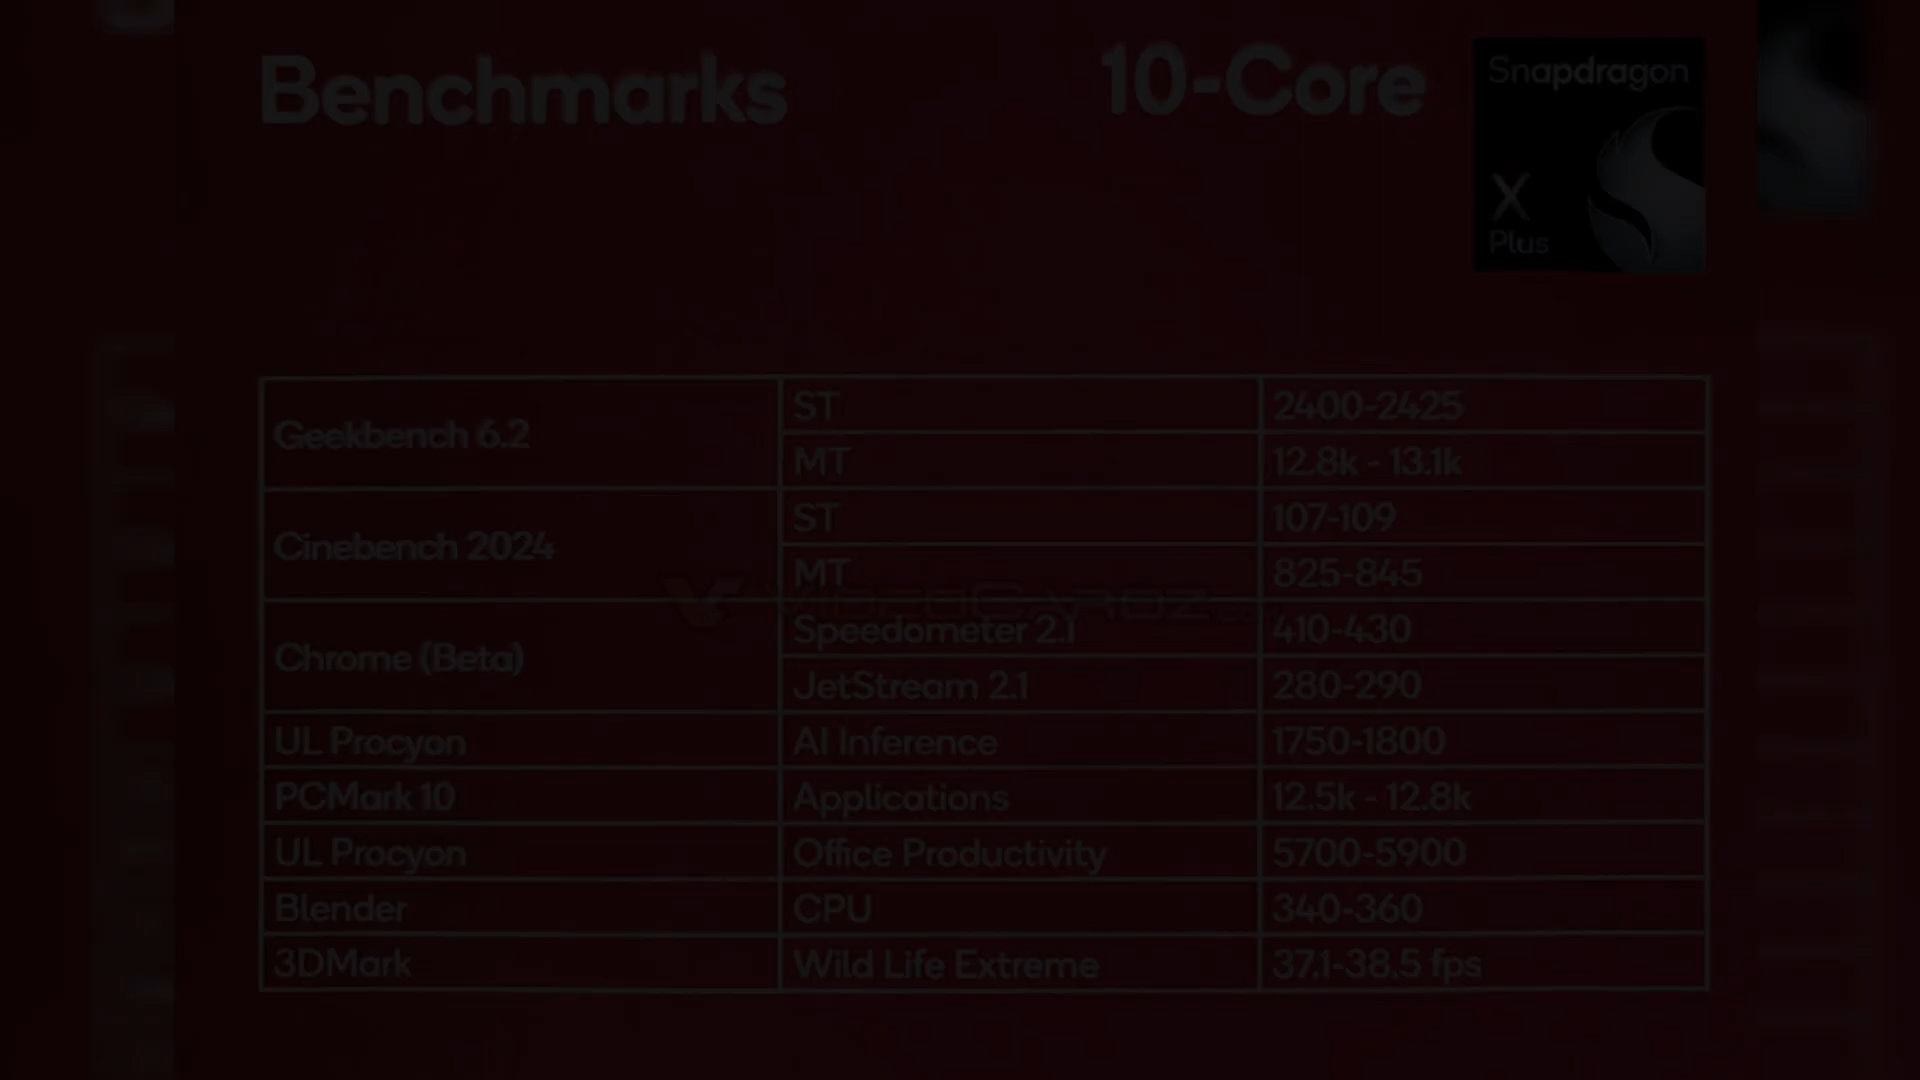 Benchmarks
10-Core
Snapdragon
X
Plus
Geekbench 6.2
ST
2400-2425
MT
12.8k - 13.1k
Cinebench 2024
ST
107-109
MT
825-845
VIDEOCARDZ
Chrome (Beta)
Speedometer 2.1
410-430
JetStream 2.1
280-290
UL Procyon
AI Inference
1750-1800
PCMark 10
Applications
12.5k - 12.8k
UL Procyon
Office Productivity
5700-5900
Blender
CPU
340-360
3DMark
Wild Life Extreme
37.1-38.5 fps